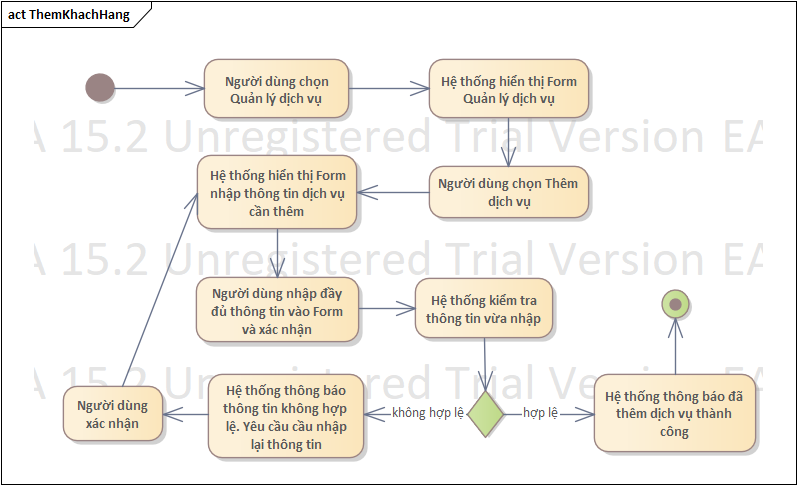 act ThemKhachHang
Người dùng chọn
Quản lý dịch vụ
Hệ thống hiển thị Form
Quản lý dịch vụ
EA 15.2 Unregistered Trial Version EA
Hệ thống hiển thị Form
nhập thông tin dịch vụ
cần thêm
Người dùng chọn Thêm
dịch vụ
EA 15.2 Unregistered Trial Version EA
Người dùng nhập đầy
đủ thông tin vào Form
và xác nhận
Hệ thống kiểm tra
thông tin vừa nhập
EA 15.2 Unregistered Trial Version EA
Người dùng
xác nhận
Hệ thống thông báo
thông tin không hợp
lệ. Yêu cầu cầu nhập
lại thông tin
không hợp lệ
hợp lệ
Hệ thống thông báo đã
thêm dịch vụ thành
công